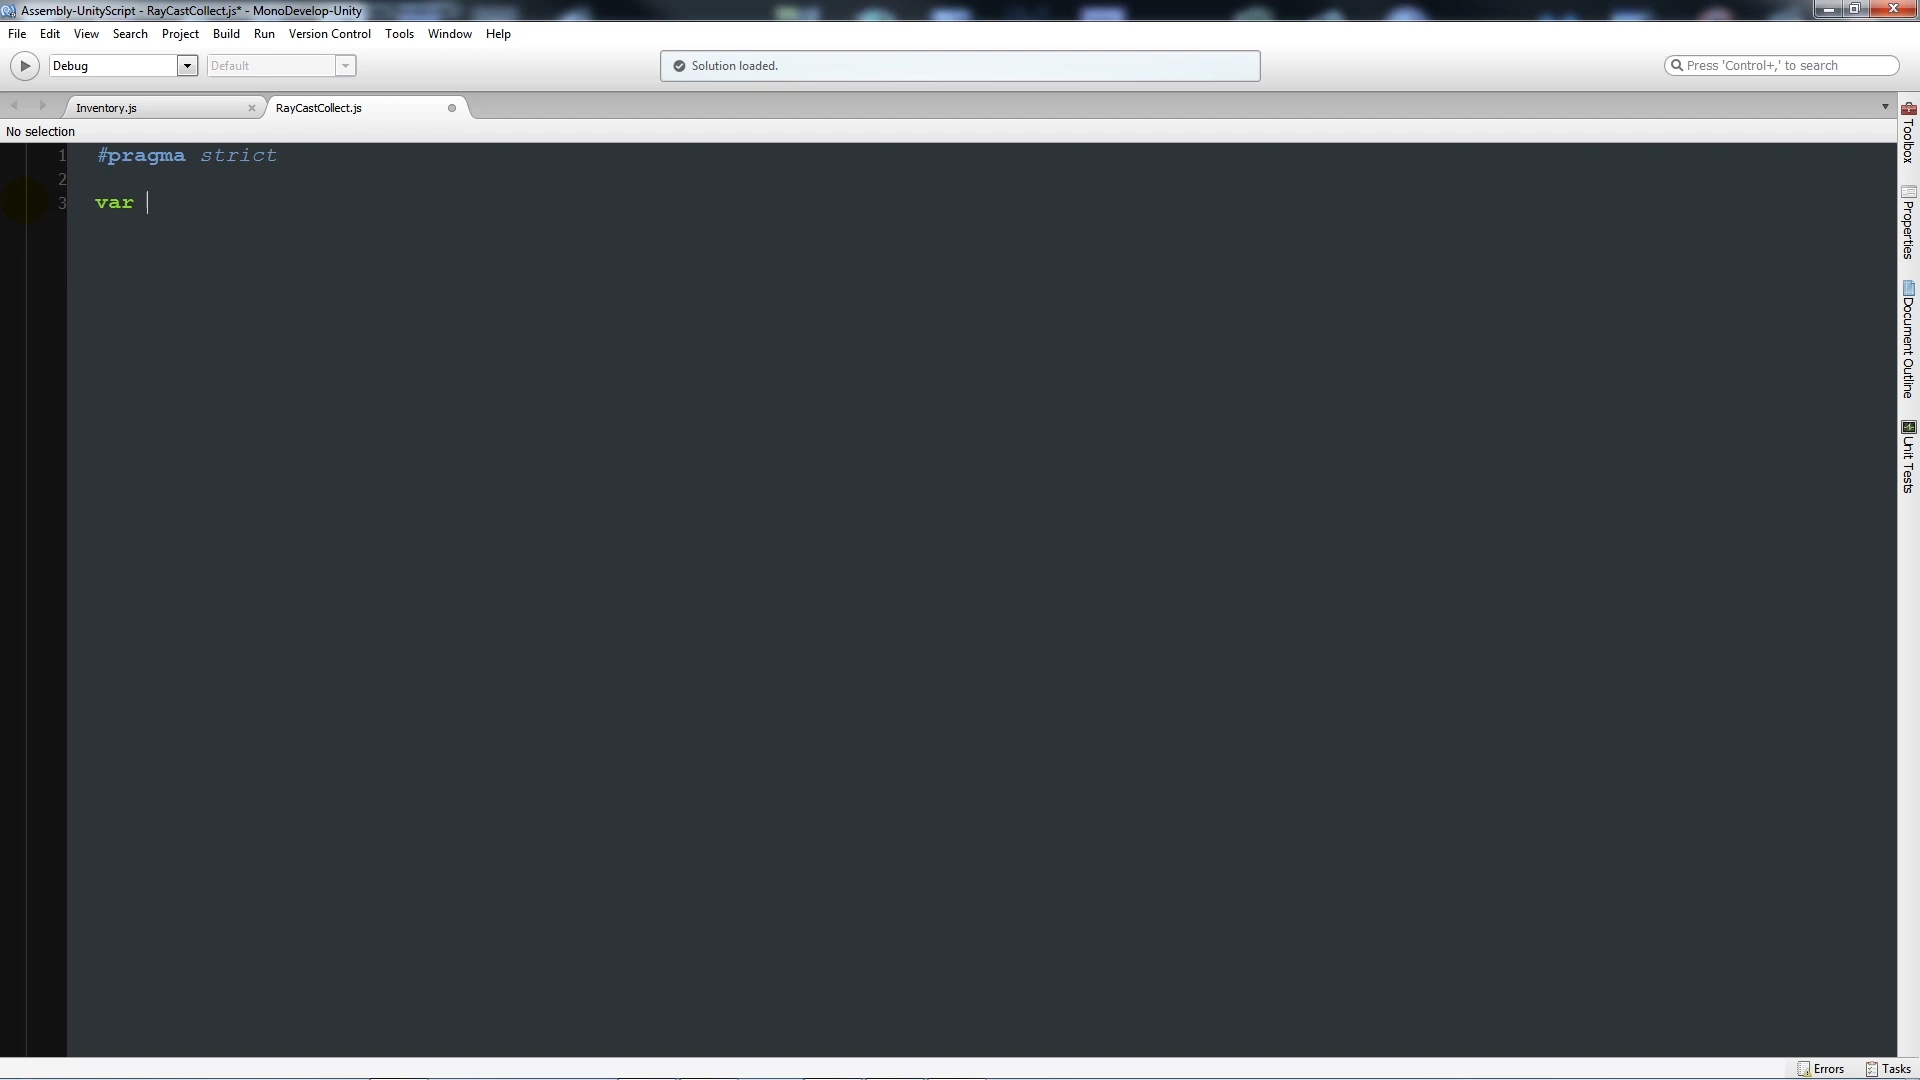 Assembly-UnityScript - RayCastCollect.js* - MonoDevelop-Unity
File Edit View Search Project Build Run Version Control Tools Window Help
Debug Default Solution loaded. Press 'Control+,' to search
Inventory.js RayCastCollect.js
No selection
1 #pragma strict
2
3 var
Toolbox
Properties
Document Outline
Unit Tests
Errors Tasks